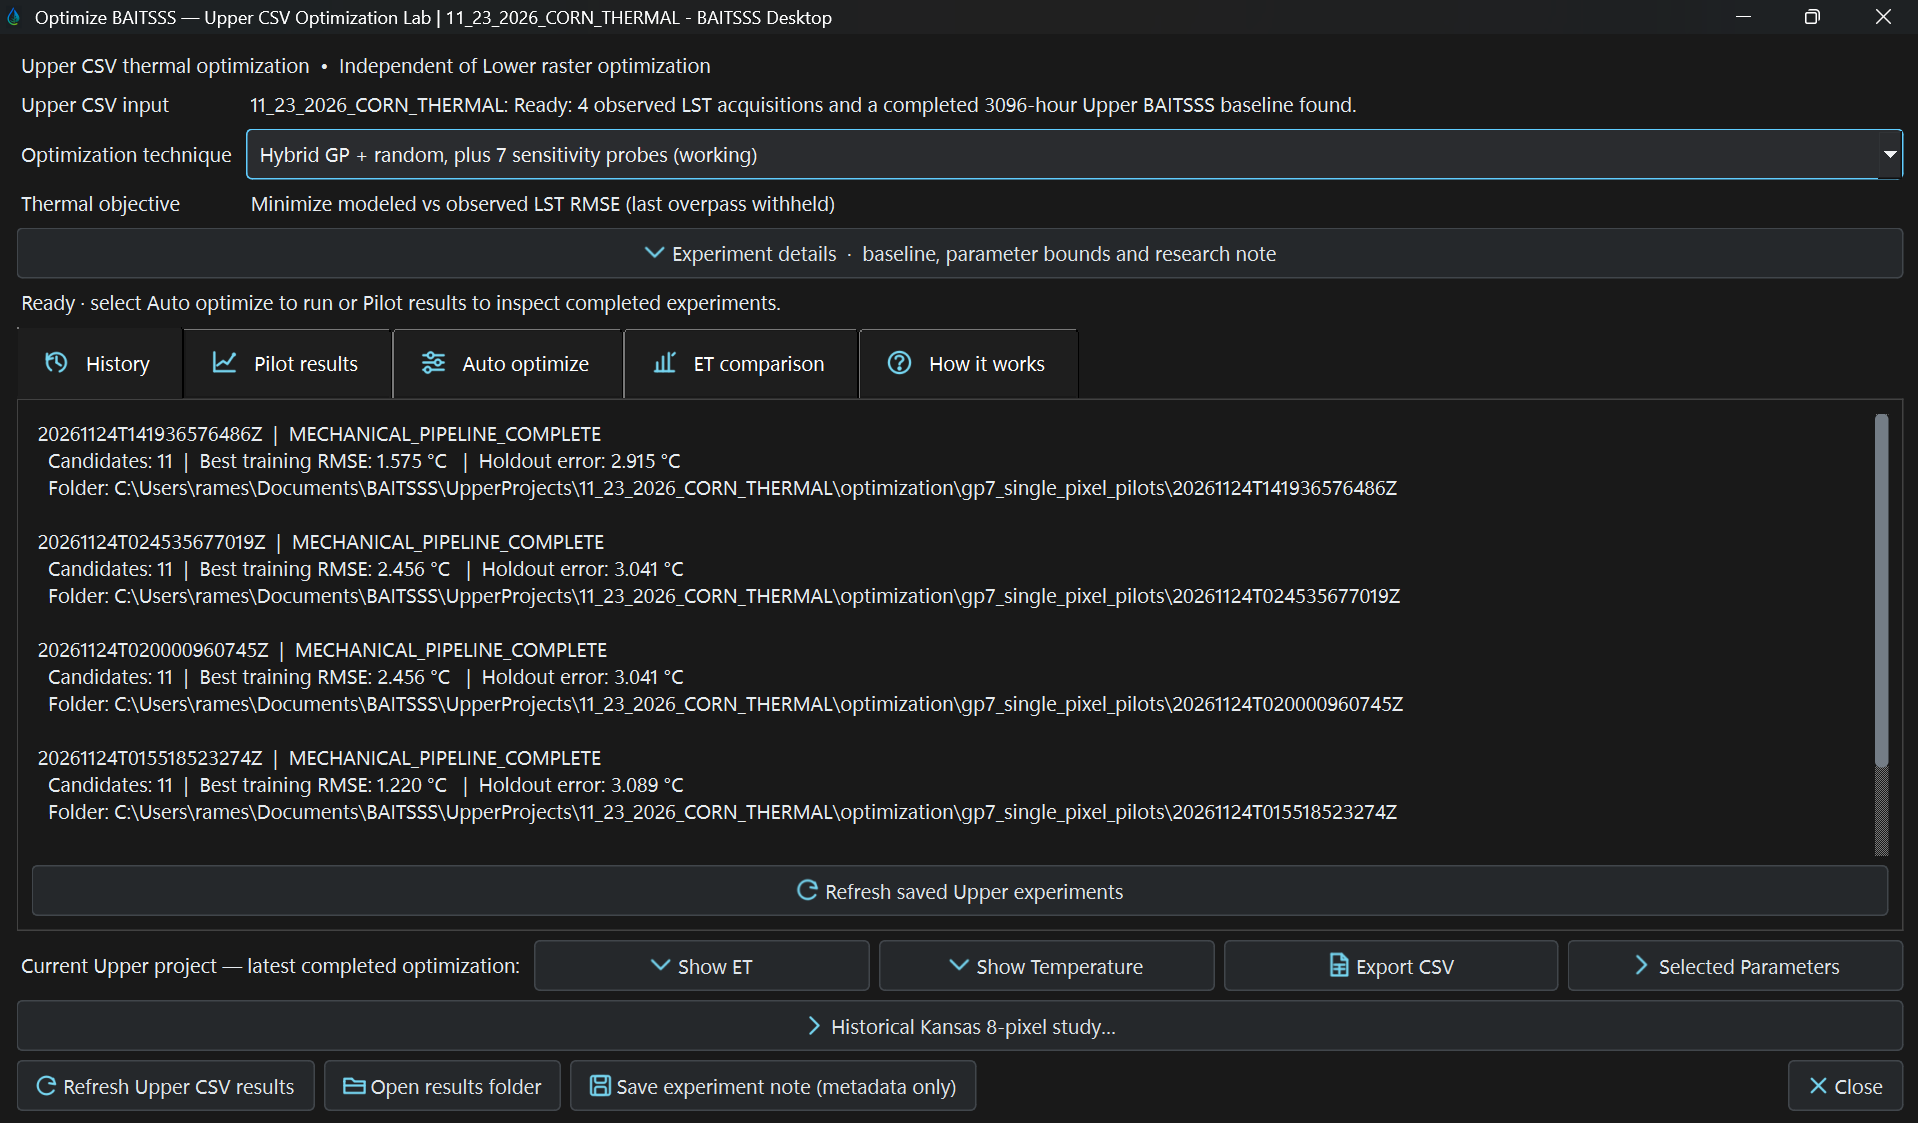 Optimize BAITSSS — Upper CSV Optimization Lab | 11_23_2026_CORN_THERMAL - BAITSSS Desktop
Upper CSV thermal optimization • Independent of Lower raster optimization
Upper CSV input 11_23_2026_CORN_THERMAL: Ready: 4 observed LST acquisitions and a completed 3096-hour Upper BAITSSS baseline found.
Optimization technique Hybrid GP + random, plus 7 sensitivity probes (working)
Thermal objective Minimize modeled vs observed LST RMSE (last overpass withheld)
Experiment details · baseline, parameter bounds and research note
Ready · select Auto optimize to run or Pilot results to inspect completed experiments.
History Pilot results Auto optimize ET comparison How it works
20261124T141936576486Z | MECHANICAL_PIPELINE_COMPLETE
Candidates: 11 | Best training RMSE: 1.575 °C | Holdout error: 2.915 °C
Folder: C:\Users\rames\Documents\BAITSSS\UpperProjects\11_23_2026_CORN_THERMAL\optimization\gp7_single_pixel_pilots\20261124T141936576486Z
20261124T024535677019Z | MECHANICAL_PIPELINE_COMPLETE
Candidates: 11 | Best training RMSE: 2.456 °C | Holdout error: 3.041 °C
Folder: C:\Users\rames\Documents\BAITSSS\UpperProjects\11_23_2026_CORN_THERMAL\optimization\gp7_single_pixel_pilots\20261124T024535677019Z
20261124T020000960745Z | MECHANICAL_PIPELINE_COMPLETE
Candidates: 11 | Best training RMSE: 2.456 °C | Holdout error: 3.041 °C
Folder: C:\Users\rames\Documents\BAITSSS\UpperProjects\11_23_2026_CORN_THERMAL\optimization\gp7_single_pixel_pilots\20261124T020000960745Z
20261124T015518523274Z | MECHANICAL_PIPELINE_COMPLETE
Candidates: 11 | Best training RMSE: 1.220 °C | Holdout error: 3.089 °C
Folder: C:\Users\rames\Documents\BAITSSS\UpperProjects\11_23_2026_CORN_THERMAL\optimization\gp7_single_pixel_pilots\20261124T015518523274Z
Refresh saved Upper experiments
Current Upper project — latest completed optimization: Show ET Show Temperature Export CSV Selected Parameters
Historical Kansas 8-pixel study...
Refresh Upper CSV results Open results folder Save experiment note (metadata only) Close